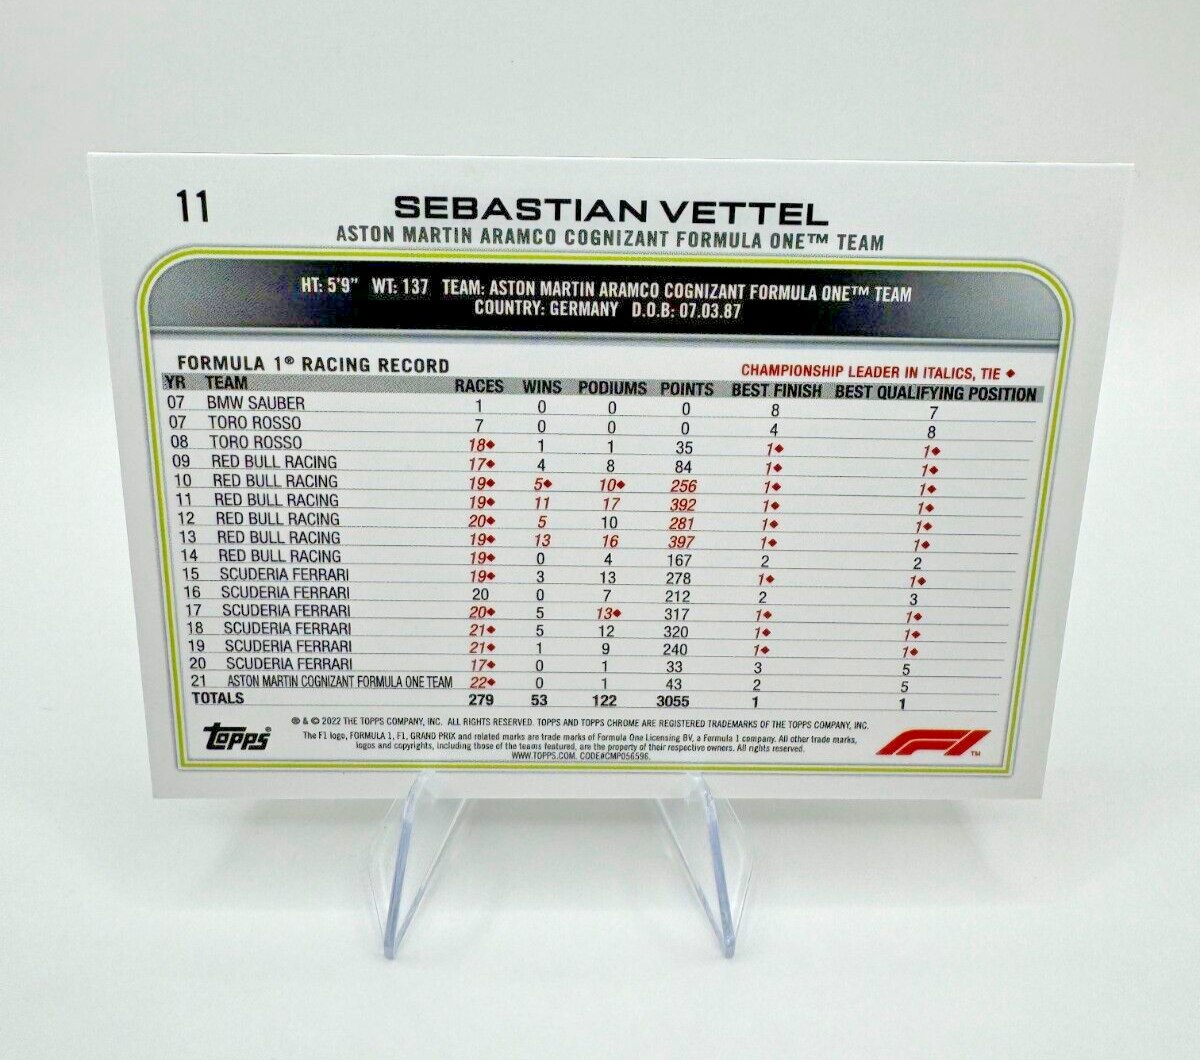 11
SEBASTIAN VETTEL
ASTON MARTIN ARAMCO COGNIZANT FORMULA ONE™ TEAM
HT: 5'9" WT: 137 TEAM: ASTON MARTIN ARAMCO COGNIZANT FORMULA ONE™ TEAM
COUNTRY: GERMANY D.O.B: 07.03.87
FORMULA 1® RACING RECORD CHAMPIONSHIP LEADER IN ITALICS, TIE ♦
YR TEAM RACES WINS PODIUMS POINTS BEST FINISH BEST QUALIFYING POSITION
07 BMW SAUBER 1 0 0 0 8 7
07 TORO ROSSO 7 0 0 0 4 8
08 TORO ROSSO 18♦ 1 1 35 1♦ 1♦
09 RED BULL RACING 17♦ 4 8 84 1♦ 1♦
10 RED BULL RACING 19♦ 5♦ 10♦ 256 1♦ 1♦
11 RED BULL RACING 19♦ 11 17 392 1♦ 1♦
12 RED BULL RACING 20♦ 5 10 281 1♦ 1♦
13 RED BULL RACING 19♦ 13 16 397 1♦ 1♦
14 RED BULL RACING 19♦ 0 4 167 2 2
15 SCUDERIA FERRARI 19♦ 3 13 278 1♦ 1♦
16 SCUDERIA FERRARI 20 0 7 212 2 3
17 SCUDERIA FERRARI 20♦ 5 13♦ 317 1♦ 1♦
18 SCUDERIA FERRARI 21♦ 5 12 320 1♦ 1♦
19 SCUDERIA FERRARI 21♦ 1 9 240 1♦ 1♦
20 SCUDERIA FERRARI 17♦ 0 1 33 3 5
21 ASTON MARTIN COGNIZANT FORMULA ONE TEAM 22♦ 0 1 43 2 5
TOTALS 279 53 122 3055 1 1
® & © 2022 THE TOPPS COMPANY, INC. ALL RIGHTS RESERVED. TOPPS AND TOPPS CHROME ARE REGISTERED TRADEMARKS OF THE TOPPS COMPANY, INC.
The F1 logo, FORMULA 1, F1, GRAND PRIX and related marks are trade marks of Formula One Licensing BV, a Formula 1 company. All other trade marks,
logos and copyrights, including those of the teams featured, are the property of their respective owners. All rights reserved.
WWW.TOPPS.COM. CODE#CMP056596.
Topps®
F1™